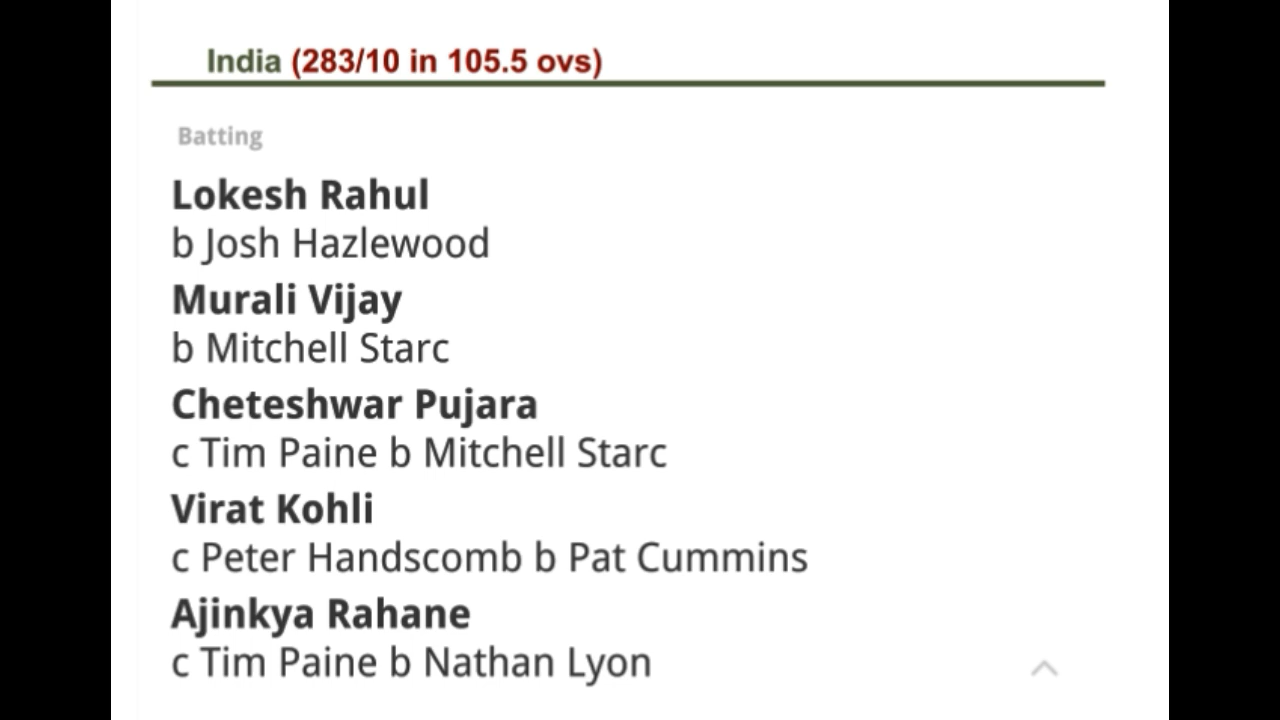 India (283/10 in 105.5 ovs)
Batting
Lokesh Rahul
b Josh Hazlewood
Murali Vijay
b Mitchell Starc
Cheteshwar Pujara
c Tim Paine b Mitchell Starc
Virat Kohli
c Peter Handscomb b Pat Cummins
Ajinkya Rahane
c Tim Paine b Nathan Lyon